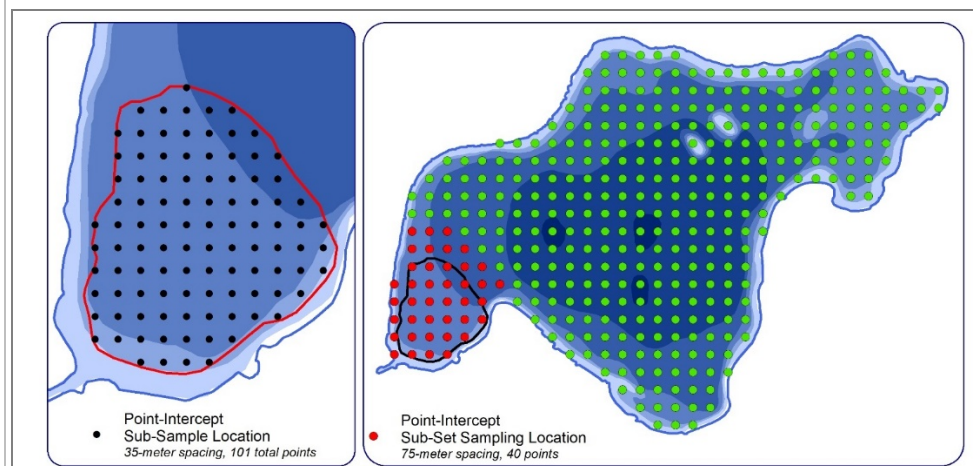 Point-Intercept
Sub-Sample Location
35-meter spacing, 101 total points
Point-Intercept
Sub-Set Sampling Location
75-meter spacing, 40 points